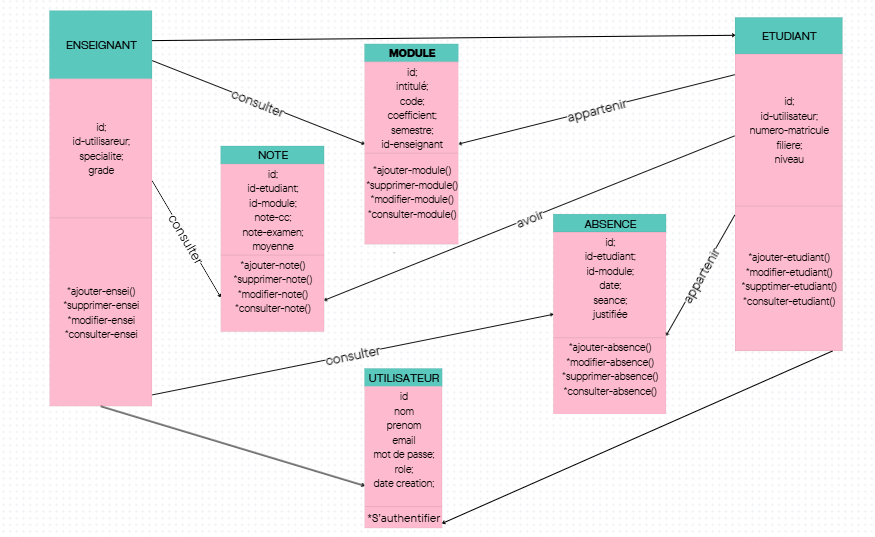 ENSEIGNANT
id;
id-utilisareur;
specialite;
grade
*ajouter-ensei()
*supprimer-ensei
*modifier-ensei
*consulter-ensei
consulter
consulter
consulter
NOTE
id;
id-etudiant;
id-module;
note-cc;
note-examen;
moyenne
*ajouter-note()
*supprimer-note()
*modifier-note()
*consulter-note()
MODULE
id;
intitulé;
code;
coefficient;
semestre;
id-enseignant
*ajouter-module()
*supprimer-module()
*modifier-module()
*consulter-module()
UTILISATEUR
id
nom
prenom
email
mot de passe;
role;
date creation;
*S'authentifier
appartenir
avoir
appartenir
ABSENCE
id;
id-etudiant;
id-module;
date;
seance;
justifiée
*ajouter-absence()
*modifier-absence()
*supprimer-absence()
*consulter-absence()
ETUDIANT
id;
id-utilisateur;
numero-matricule
filiere;
niveau
*ajouter-etudiant()
*modifier-etudiant()
*supptimer-etudiant()
*consulter-etudiant()